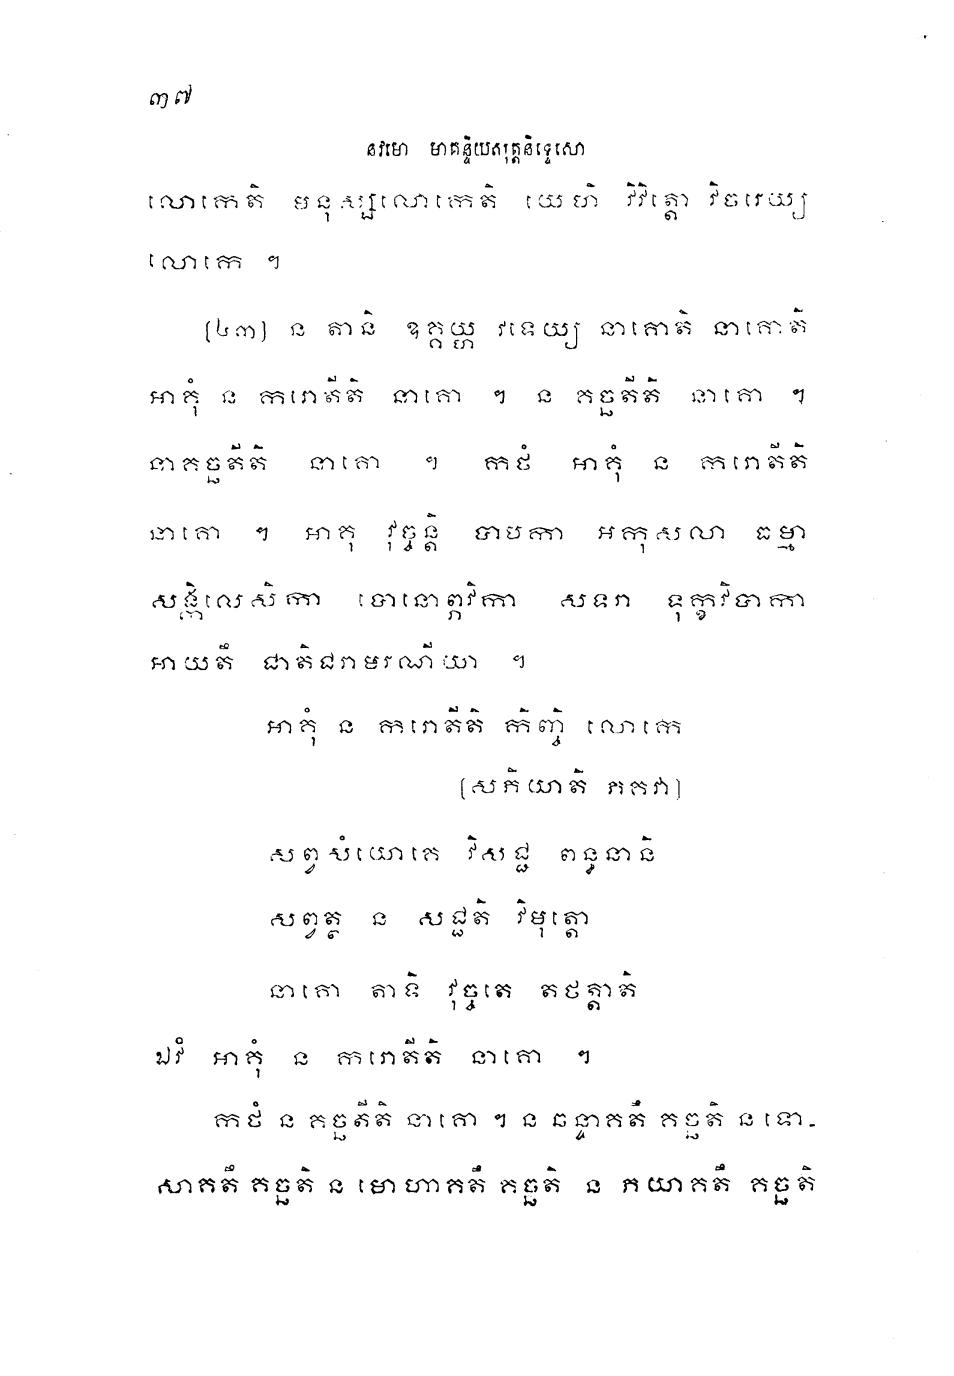 ៣៧
នវមោ មាគន្ទិយសុត្តនិទ្ទេសោ
លោកេតិ មនុស្សលោកេតិ យេហិ វិវិត្តោ វិចរេយ្យ
លោកេ ។
(៤៣) ន តានិ ឧគ្គយ្ហ វទេយ្យ នាគោតិ នាគោតិ
អាគុំ ន ករោតីតិ នាគោ ។ ន គច្ឆតីតិ នាគោ ។
នាគច្ឆតីតិ នាគោ ។ កថំ អាគុំ ន ករោតីតិ
នាគោ ។ អាគុ វុច្ចន្តិ បាបកា អកុសលា ធម្មា
សង្កិលេសិកា បោនោព្ភវិកា សទរា ទុក្ខវិបាកា
អាយតឹ ជាតិជរាមរណីយា ។
អាគុំ ន ករោតីតិ កិញ្ចិ លោកេ
(សភិយាតិ ភគវា)
សព្វសំយោគេ វិសជ្ជ ពន្ធនានិ
សព្វត្ថ ន សជ្ជតិ វិមុត្តោ
នាគោ តាទិ វុច្ចតេ តថត្តាតិ
ឯវំ អាគុំ ន ករោតីតិ នាគោ ។
កថំ ន គច្ឆតីតិ នាគោ ។ ន ឆន្ទាគតឹ គច្ឆតិ ន ទោ-
សាគតឹ គច្ឆតិ ន មោហាគតឹ គច្ឆតិ ន ភយាគតឹ គច្ឆតិ